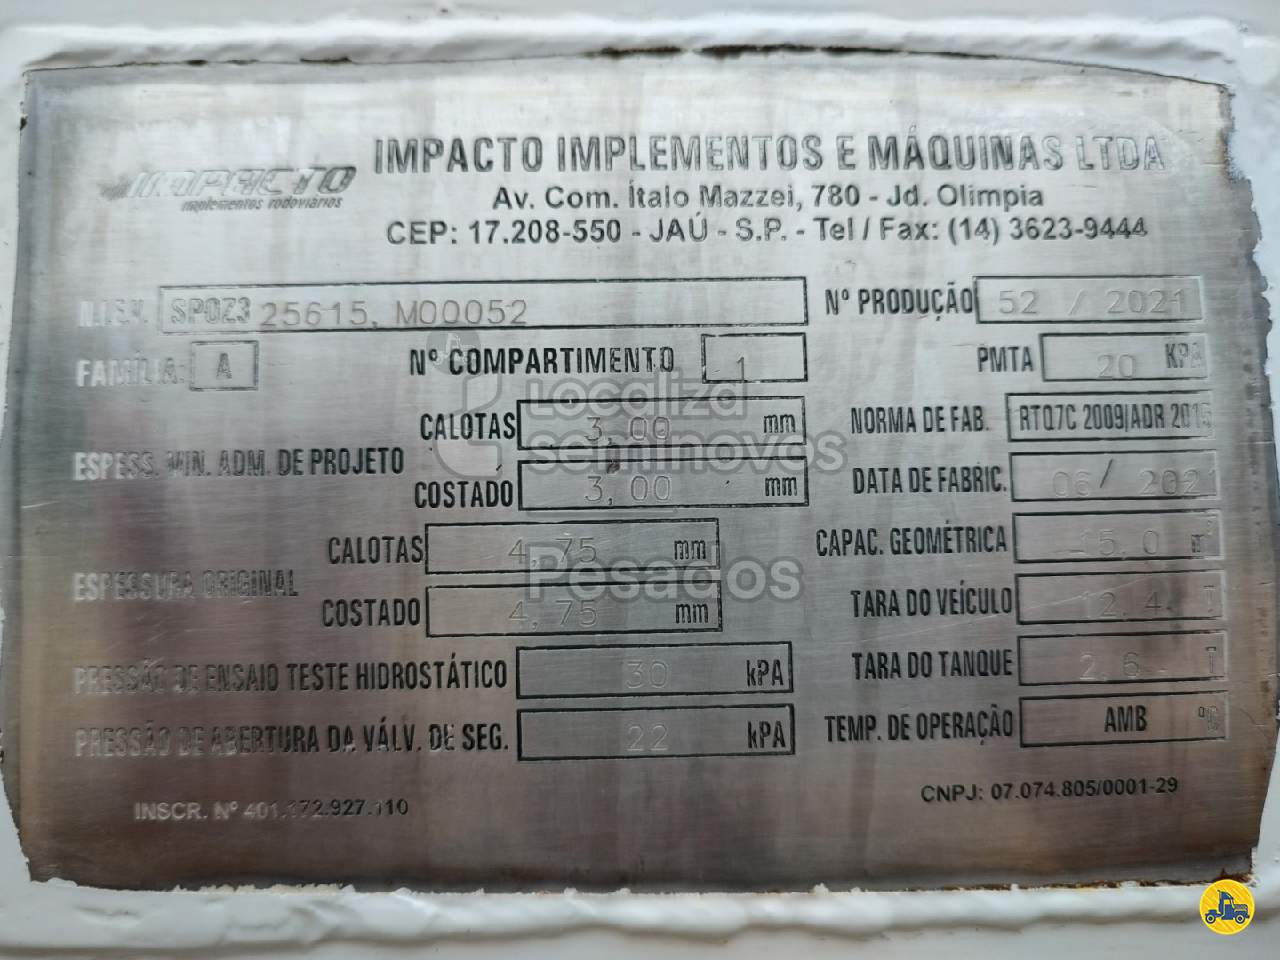 IMPACTO
implementos rodoviários
IMPACTO IMPLEMENTOS E MÁQUINAS LTDA
Av. Com. Ítalo Mazzei, 780 - Jd. Olimpia
CEP: 17.208-550 - JAÚ - S.P. - Tel / Fax: (14) 3623-9444
N.I.E.V. SPOZ3 25615, M00052 Nº PRODUÇÃO 52 / 2021
FAMÍLIA A Nº COMPARTIMENTO 1 PMTA 20 KPA
CALOTAS 3,00 mm NORMA DE FAB. RTQ7C 2009/ADR 2015
ESPESS. MIN. ADM. DE PROJETO
COSTADO 3,00 mm DATA DE FABRIC. 06/ 2021
CALOTAS 4,75 mm CAPAC. GEOMÉTRICA 15,0 m³
ESPESSURA ORIGINAL
COSTADO 4,75 mm TARA DO VEÍCULO 12.4. T
PRESSÃO DE ENSAIO TESTE HIDROSTÁTICO 30 kPA TARA DO TANQUE 2.6 T
PRESSÃO DE ABERTURA DA VÁLV. DE SEG. 22 kPA TEMP. DE OPERAÇÃO AMB ºC
INSCR. Nº 401.172.927.110 CNPJ: 07.074.805/0001-29
Localiza
seminovos
Pesados